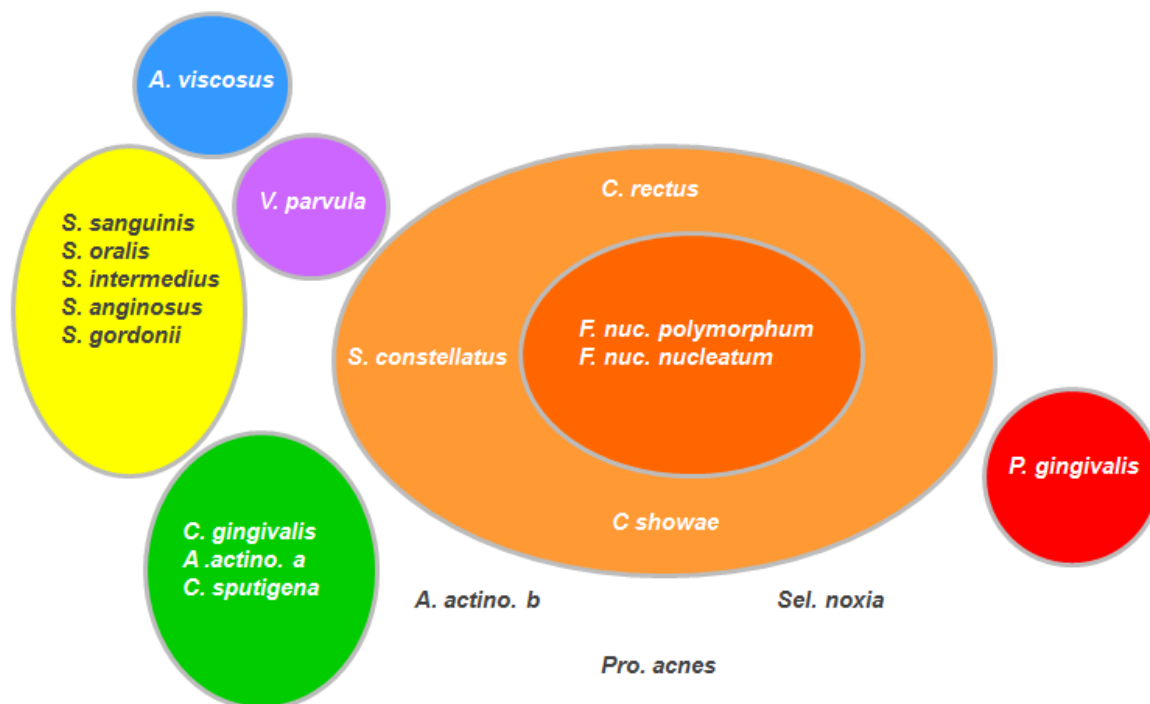 A. viscosus
V. parvula
S. sanguinis
S. oralis
S. intermedius
S. anginosus
S. gordonii
C. rectus
F. nuc. polymorphum
F. nuc. nucleatum
S. constellatus
C showae
P. gingivalis
C. gingivalis
A .actino. a
C. sputigena
A. actino. b
Sel. noxia
Pro. acnes